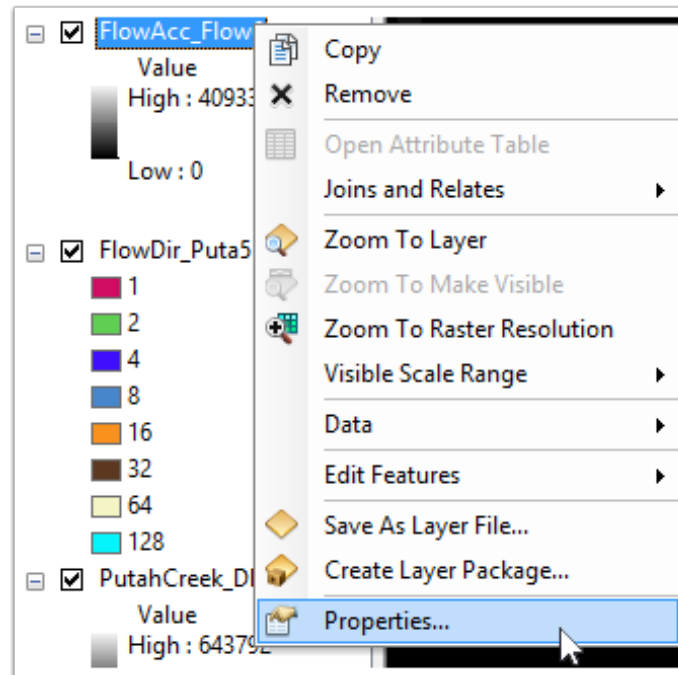 FlowAcc_Flow
Value
High : 40933
Low : 0
FlowDir_Puta5
1
2
4
8
16
32
64
128
PutahCreek_D
Value
High : 643792
Copy
Remove
Open Attribute Table
Joins and Relates
Zoom To Layer
Zoom To Make Visible
Zoom To Raster Resolution
Visible Scale Range
Data
Edit Features
Save As Layer File...
Create Layer Package...
Properties...